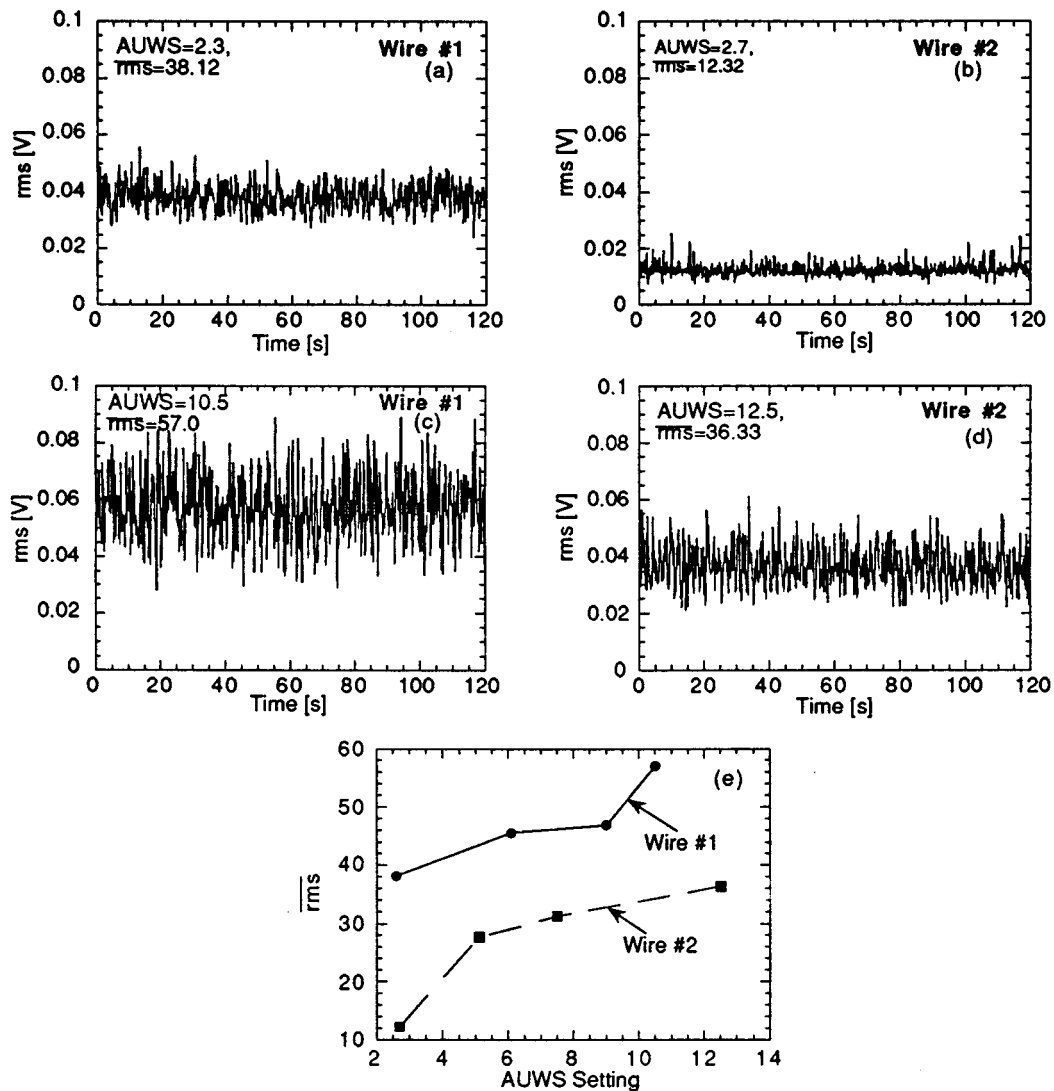 0.1
0.08
0.06
0.04
0.02
0
rms [V]
AUWS=2.3,
rms=38.12
Wire #1
(a)
0 20 40 60 80 100 120
Time [s]
0.1
0.08
0.06
0.04
0.02
0
rms [V]
AUWS=2.7,
rms=12.32
Wire #2
(b)
0 20 40 60 80 100 120
Time [s]
0.1
0.08
0.06
0.04
0.02
0
rms [V]
AUWS=10.5
rms=57.0
Wire #1
(c)
0 20 40 60 80 100 120
Time [s]
0.1
0.08
0.06
0.04
0.02
0
rms [V]
AUWS=12.5,
rms=36.33
Wire #2
(d)
0 20 40 60 80 100 120
Time [s]
60
50
40
30
20
10
rms
(e)
Wire #1
Wire #2
2 4 6 8 10 12 14
AUWS Setting